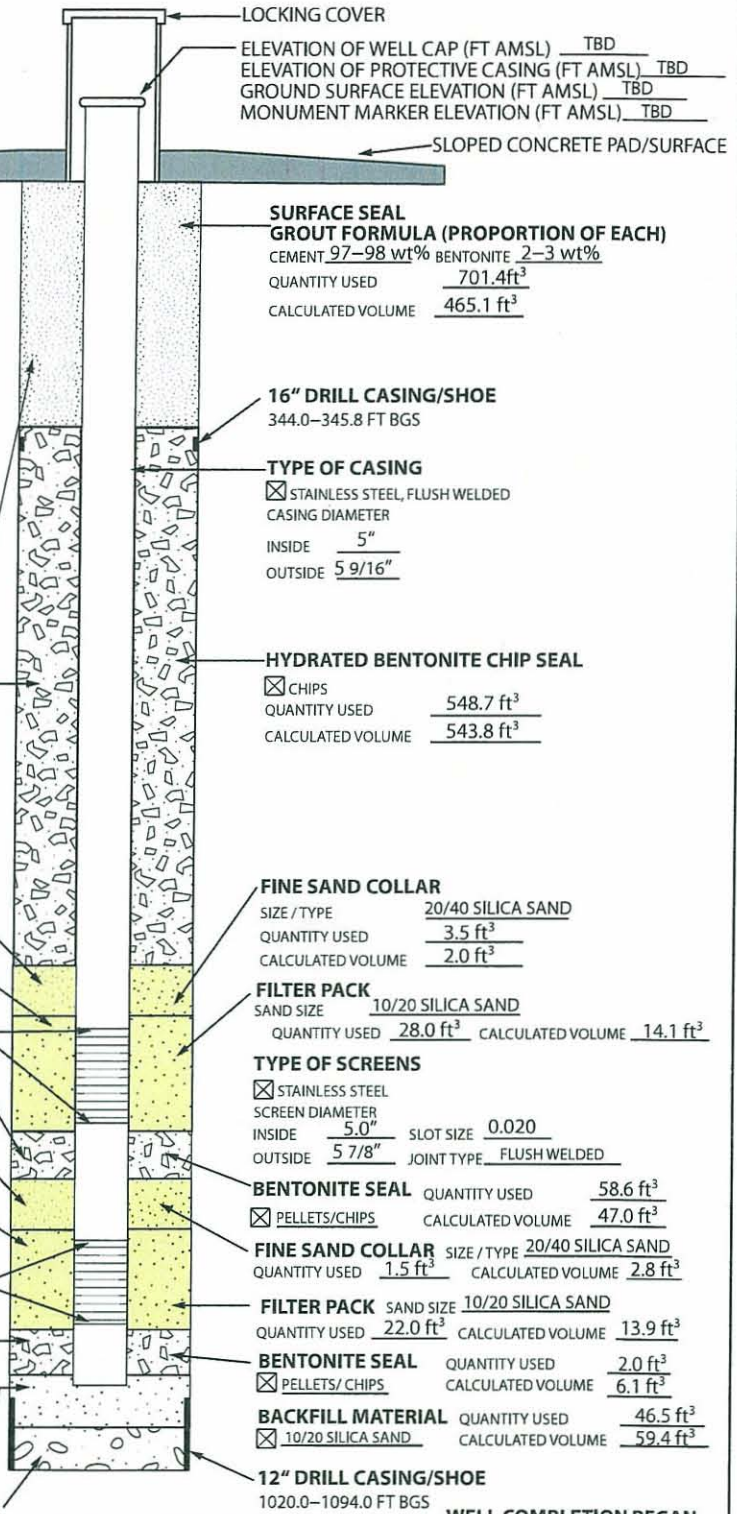 LOCKING COVER
ELEVATION OF WELL CAP (FT AMSL) TBD
ELEVATION OF PROTECTIVE CASING (FT AMSL) TBD
GROUND SURFACE ELEVATION (FT AMSL) TBD
MONUMENT MARKER ELEVATION (FT AMSL) TBD
SLOPED CONCRETE PAD/SURFACE
SURFACE SEAL
GROUT FORMULA (PROPORTION OF EACH)
CEMENT 97–98 wt% BENTONITE 2–3 wt%
QUANTITY USED 701.4ft³
CALCULATED VOLUME 465.1 ft³
16" DRILL CASING/SHOE
344.0–345.8 FT BGS
TYPE OF CASING
☒ STAINLESS STEEL, FLUSH WELDED
CASING DIAMETER
INSIDE 5"
OUTSIDE 5 9/16"
HYDRATED BENTONITE CHIP SEAL
☒ CHIPS
QUANTITY USED 548.7 ft³
CALCULATED VOLUME 543.8 ft³
FINE SAND COLLAR
SIZE / TYPE 20/40 SILICA SAND
QUANTITY USED 3.5 ft³
CALCULATED VOLUME 2.0 ft³
FILTER PACK
SAND SIZE 10/20 SILICA SAND
QUANTITY USED 28.0 ft³ CALCULATED VOLUME 14.1 ft³
TYPE OF SCREENS
☒ STAINLESS STEEL
SCREEN DIAMETER
INSIDE 5.0" SLOT SIZE 0.020
OUTSIDE 5 7/8" JOINT TYPE FLUSH WELDED
BENTONITE SEAL QUANTITY USED 58.6 ft³
☒ PELLETS/CHIPS CALCULATED VOLUME 47.0 ft³
FINE SAND COLLAR SIZE / TYPE 20/40 SILICA SAND
QUANTITY USED 1.5 ft³ CALCULATED VOLUME 2.8 ft³
FILTER PACK SAND SIZE 10/20 SILICA SAND
QUANTITY USED 22.0 ft³ CALCULATED VOLUME 13.9 ft³
BENTONITE SEAL QUANTITY USED 2.0 ft³
☒ PELLETS/ CHIPS CALCULATED VOLUME 6.1 ft³
BACKFILL MATERIAL QUANTITY USED 46.5 ft³
☒ 10/20 SILICA SAND CALCULATED VOLUME 59.4 ft³
12" DRILL CASING/SHOE
1020.0–1094.0 FT BGS
WELL COMPLETION BEGAN